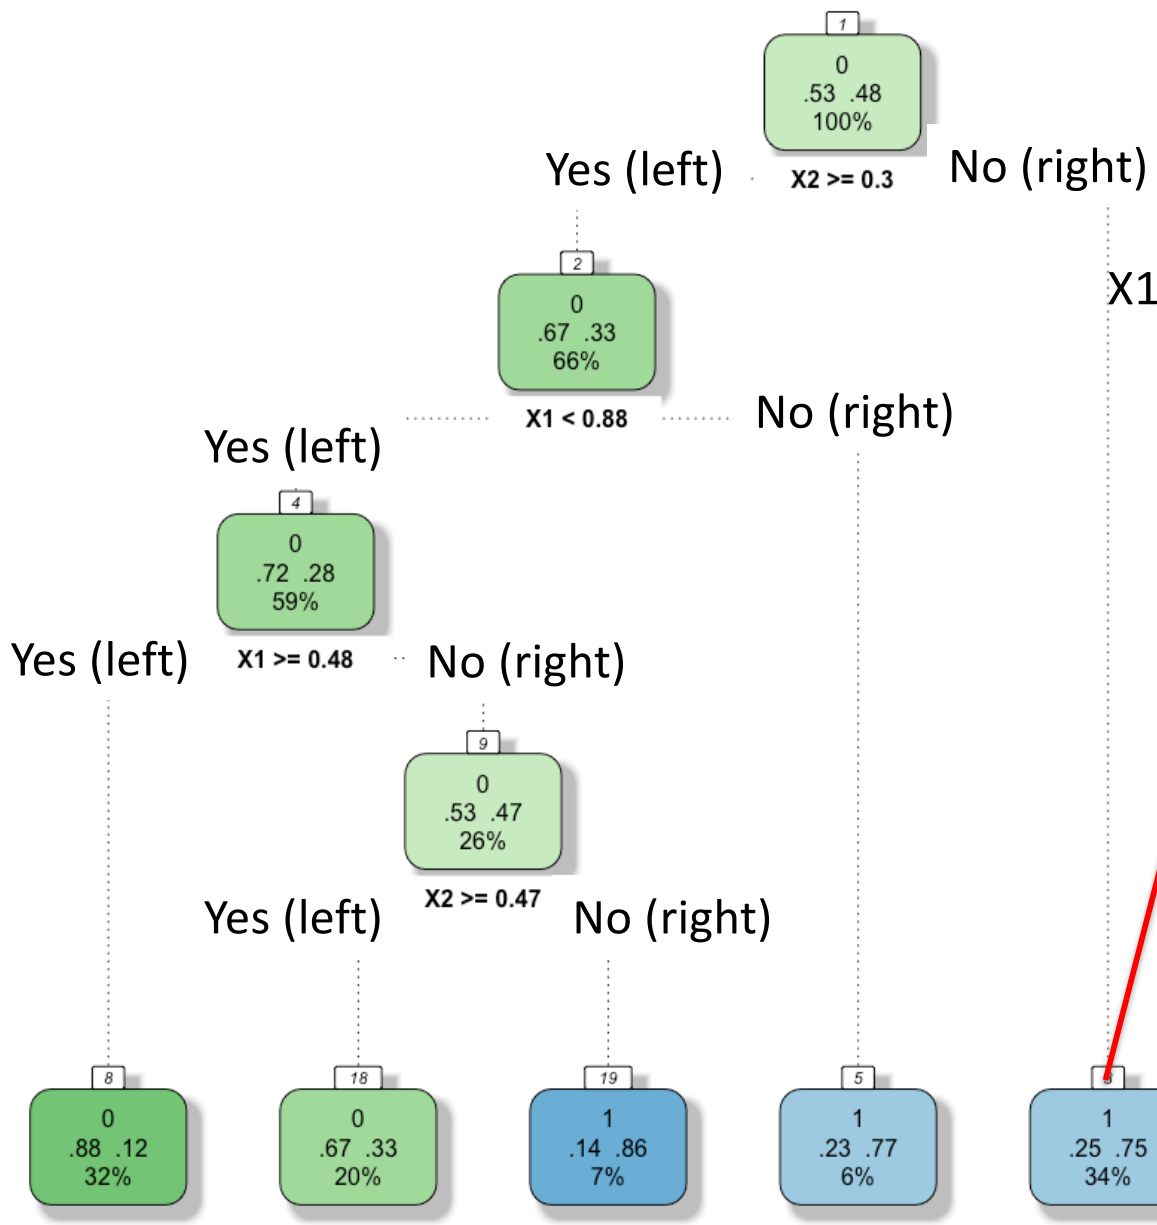 1
0
.53 .48
100%
Yes (left)
X2 >= 0.3
No (right)
2
0
.67 .33
66%
X1
Yes (left)
X1 < 0.88
No (right)
4
0
.72 .28
59%
Yes (left)
X1 >= 0.48
No (right)
9
0
.53 .47
26%
Yes (left)
X2 >= 0.47
No (right)
8
0
.88 .12
32%
18
0
.67 .33
20%
19
1
.14 .86
7%
5
1
.23 .77
6%
3
1
.25 .75
34%